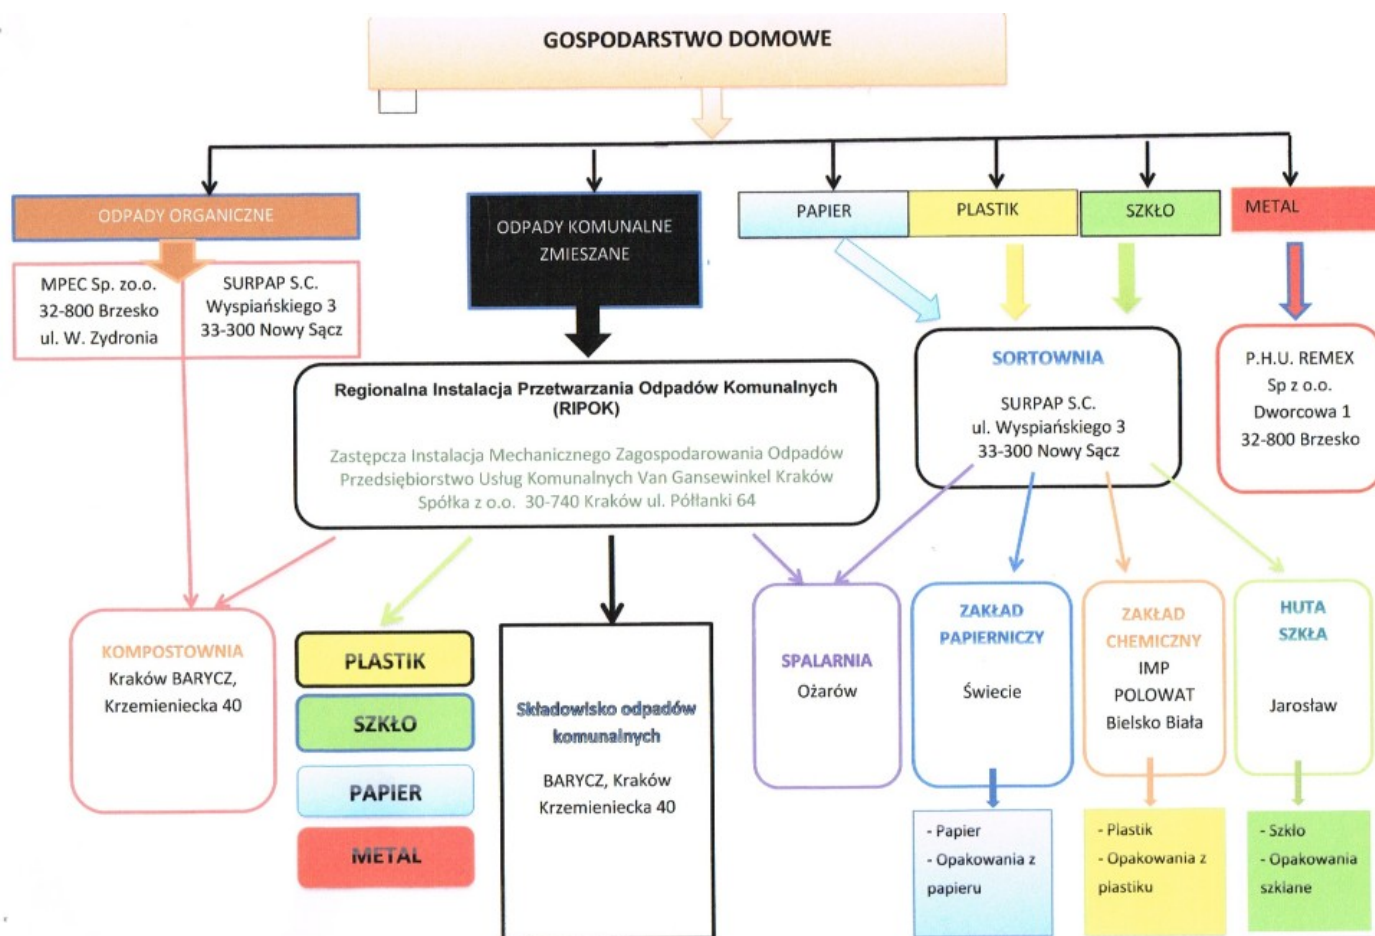 GOSPODARSTWO DOMOWE
ODPADY ORGANICZNE
ODPADY KOMUNALNE
ZMIESZANE
PAPIER
PLASTIK
SZKŁO
METAL
MPEC Sp. zo.o.
32-800 Brzesko
ul. W. Zydronia
SURPAP S.C.
Wyspiańskiego 3
33-300 Nowy Sącz
Regionalna Instalacja Przetwarzania Odpadów Komunalnych
(RIPOK)
Zastępcza Instalacja Mechanicznego Zagospodarowania Odpadów
Przedsiębiorstwo Usług Komunalnych Van Gansewinkel Kraków
Spółka z o.o. 30-740 Kraków ul. Półłanki 64
SORTOWNIA
SURPAP S.C.
ul. Wyspiańskiego 3
33-300 Nowy Sącz
P.H.U. REMEX
Sp z o.o.
Dworcowa 1
32-800 Brzesko
KOMPOSTOWNIA
Kraków BARYCZ,
Krzemieniecka 40
PLASTIK
SZKŁO
PAPIER
METAL
Składowisko odpadów
komunalnych
BARYCZ, Kraków
Krzemieniecka 40
SPALARNIA
Ożarów
ZAKŁAD
PAPIERNICZY
Świecie
ZAKŁAD
CHEMICZNY
IMP
POLOWAT
Bielsko Biała
HUTA
SZKŁA
Jarosław
- Papier
- Opakowania z
papieru
- Plastik
- Opakowania z
plastiku
- Szkło
- Opakowania
szklane